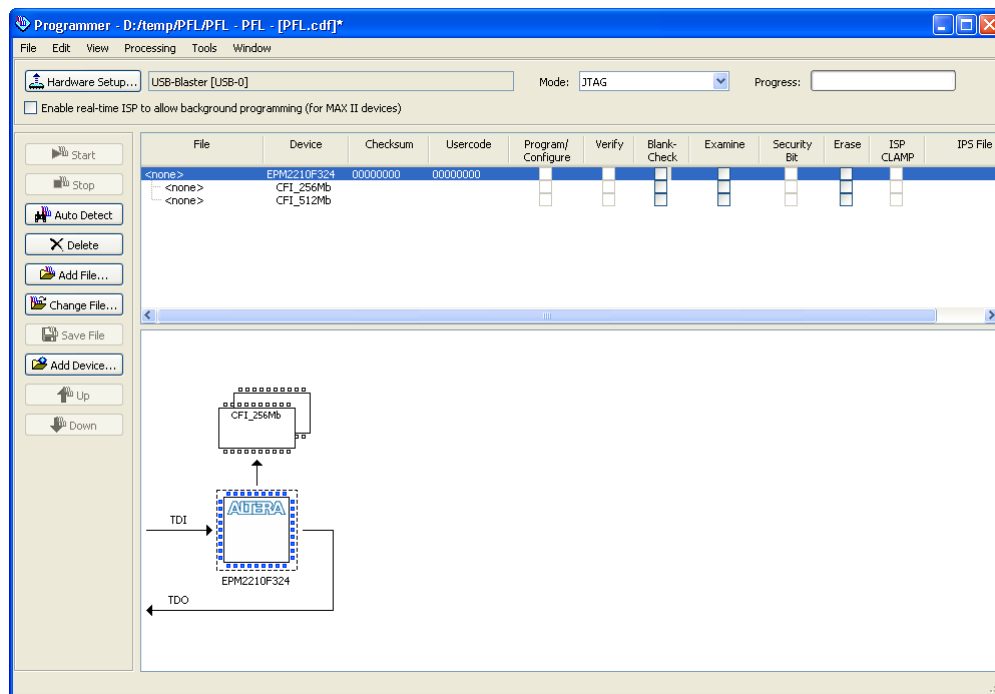 Programmer - D:/temp/PFL/PFL - PFL - [PFL.cdf]*
File Edit View Processing Tools Window
Hardware Setup... USB-Blaster [USB-0] Mode: JTAG Progress:
Enable real-time ISP to allow background programming (for MAX II devices)
File Device Checksum Usercode Program/ Configure Verify Blank- Check Examine Security Bit Erase ISP CLAMP IPS File
<none> EPM2210F324 00000000 00000000
<none> CFI_256Mb
<none> CFI_512Mb
Start
Stop
Auto Detect
Delete
Add File...
Change File...
Save File
Add Device...
Up
Down
CFI_256Mb
ALTERA
TDI
EPM2210F324
TDO